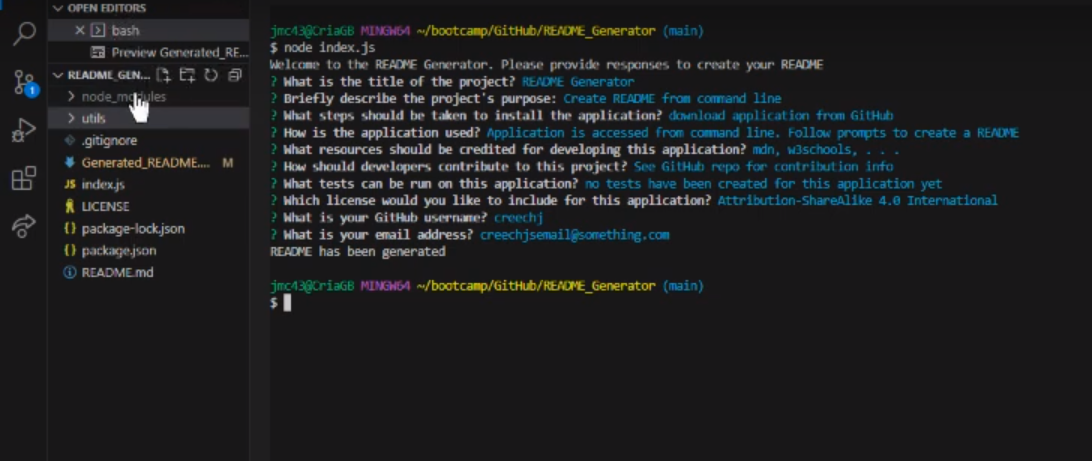 OPEN EDITORS
bash
Preview Generated_RE...
README_GEN...
node_modules
utils
.gitignore
Generated_README.... M
JS index.js
LICENSE
{} package-lock.json
{} package.json
README.md
1
jmc43@CriaGB MINGW64 ~/bootcamp/GitHub/README_Generator (main)
$ node index.js
Welcome to the README Generator. Please provide responses to create your README
? What is the title of the project? README Generator
? Briefly describe the project's purpose: Create README from command line
? What steps should be taken to install the application? download application from GitHub
? How is the application used? Application is accessed from command line. Follow prompts to create a README
? What resources should be credited for developing this application? mdn, w3schools, . . .
? How should developers contribute to this project? See GitHub repo for contribution info
? What tests can be run on this application? no tests have been created for this application yet
? Which license would you like to include for this application? Attribution-ShareAlike 4.0 International
? What is your GitHub username? creechj
? What is your email address? creechjsemail@something.com
README has been generated
jmc43@CriaGB MINGW64 ~/bootcamp/GitHub/README_Generator (main)
$